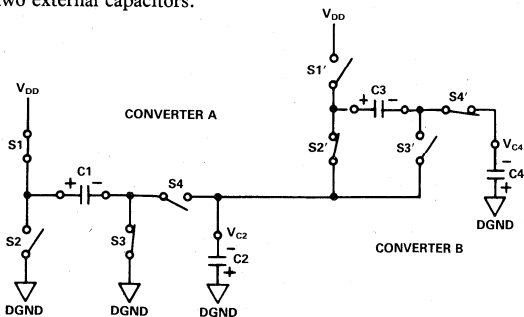 two external capacitors.
VDD
S1'
C3
+
-
S4'
VDD
CONVERTER A
S2'
S3'
VC4
-
C4
+
S1
C1
+
-
S4
DGND
S2
S3
VC2
-
C2
+
CONVERTER B
DGND
DGND
DGND